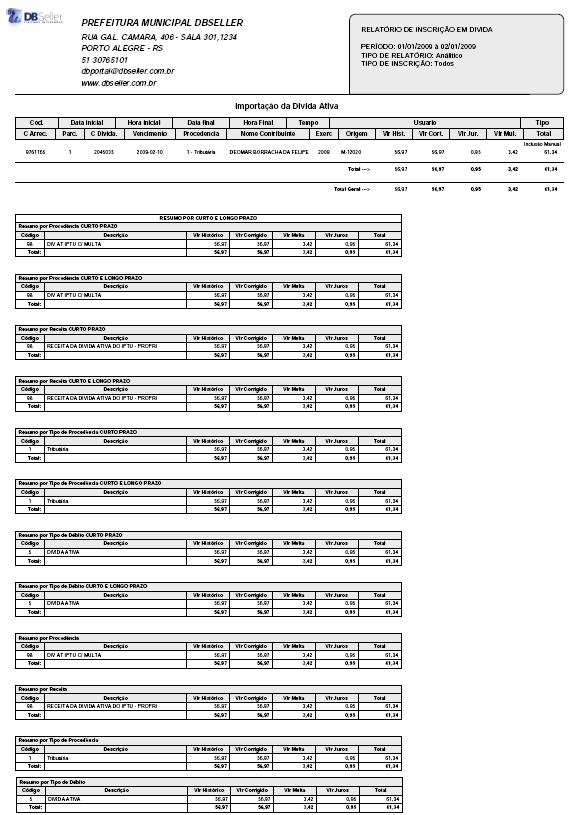 DBSeller
PREFEITURA MUNICIPAL DBSELLER
RUA GAL. CAMARA, 406 - SALA 301,1234
PORTO ALEGRE - RS
51 30765101
dbportal@dbseller.com.br
www.dbseller.com.br
RELATÓRIO DE INSCRIÇÃO EM DIVIDA
PERÍODO: 01/01/2009 à 02/01/2009
TIPO DE RELATÓRIO: Análitico
TIPO DE INSCRIÇÃO: Todos
Importação da Divida Ativa
Cod. Data Inicial Hora Inicial Data final Hora Final Tempo Usuario Tipo
C Arrec. Parc. C Divida. Vencimento Procedencia Nome Contribuinte Exerc Origem Vlr Hist. Vlr Cort. Vlr Jur. Vlr Mul. Total
Inclusão Manual
9761165 1 2045035 2009-02-10 1 - Tributária DEOMAR BORRACHA DA FELIPE 2009 M-12020 56,97 56,97 0,95 3,42 61,34
Total ---> 56,97 56,97 0,95 3,42 61,34
Total Geral ---> 56,97 56,97 0,95 3,42 61,34
RESUMO POR CURTO E LONGO PRAZO
Resumo por Procedência CURTO PRAZO
Código Descrição Vlr Histórico Vlr Corrigido Vlr Multa Vlr Juros Total
98 DIV AT IPTU C/ MULTA 56,97 56,97 3,42 0,95 61,34
Total: 56,97 56,97 3,42 0,95 61,34
Resumo por Procedência CURTO E LONGO PRAZO
Código Descrição Vlr Histórico Vlr Corrigido Vlr Multa Vlr Juros Total
98 DIV AT IPTU C/ MULTA 56,97 56,97 3,42 0,95 61,34
Total: 56,97 56,97 3,42 0,95 61,34
Resumo por Receita CURTO PRAZO
Código Descrição Vlr Histórico Vlr Corrigido Vlr Multa Vlr Juros Total
98 RECEITA DA DIVIDA ATIVA DO IPTU - PROPRI 56,97 56,97 3,42 0,95 61,34
Total: 56,97 56,97 3,42 0,95 61,34
Resumo por Receita CURTO E LONGO PRAZO
Código Descrição Vlr Histórico Vlr Corrigido Vlr Multa Vlr Juros Total
98 RECEITA DA DIVIDA ATIVA DO IPTU - PROPRI 56,97 56,97 3,42 0,95 61,34
Total: 56,97 56,97 3,42 0,95 61,34
Resumo por Tipo de Procedência CURTO PRAZO
Código Descrição Vlr Histórico Vlr Corrigido Vlr Multa Vlr Juros Total
1 Tributária 56,97 56,97 3,42 0,95 61,34
Total: 56,97 56,97 3,42 0,95 61,34
Resumo por Tipo de Procedência CURTO E LONGO PRAZO
Código Descrição Vlr Histórico Vlr Corrigido Vlr Multa Vlr Juros Total
1 Tributária 56,97 56,97 3,42 0,95 61,34
Total: 56,97 56,97 3,42 0,95 61,34
Resumo por Tipo de Débito CURTO PRAZO
Código Descrição Vlr Histórico Vlr Corrigido Vlr Multa Vlr Juros Total
5 DIVIDA ATIVA 56,97 56,97 3,42 0,95 61,34
Total: 56,97 56,97 3,42 0,95 61,34
Resumo por Tipo de Débito CURTO E LONGO PRAZO
Código Descrição Vlr Histórico Vlr Corrigido Vlr Multa Vlr Juros Total
5 DIVIDA ATIVA 56,97 56,97 3,42 0,95 61,34
Total: 56,97 56,97 3,42 0,95 61,34
Resumo por Procedência
Código Descrição Vlr Histórico Vlr Corrigido Vlr Multa Vlr Juros Total
98 DIV AT IPTU C/ MULTA 56,97 56,97 3,42 0,95 61,34
Total: 56,97 56,97 3,42 0,95 61,34
Resumo por Receita
Código Descrição Vlr Histórico Vlr Corrigido Vlr Multa Vlr Juros Total
98 RECEITA DA DIVIDA ATIVA DO IPTU - PROPRI 56,97 56,97 3,42 0,95 61,34
Total: 56,97 56,97 3,42 0,95 61,34
Resumo por Tipo de Procedência
Código Descrição Vlr Histórico Vlr Corrigido Vlr Multa Vlr Juros Total
1 Tributária 56,97 56,97 3,42 0,95 61,34
Total: 56,97 56,97 3,42 0,95 61,34
Resumo por Tipo de Débito
Código Descrição Vlr Histórico Vlr Corrigido Vlr Multa Vlr Juros Total
5 DIVIDA ATIVA 56,97 56,97 3,42 0,95 61,34
Total: 56,97 56,97 3,42 0,95 61,34